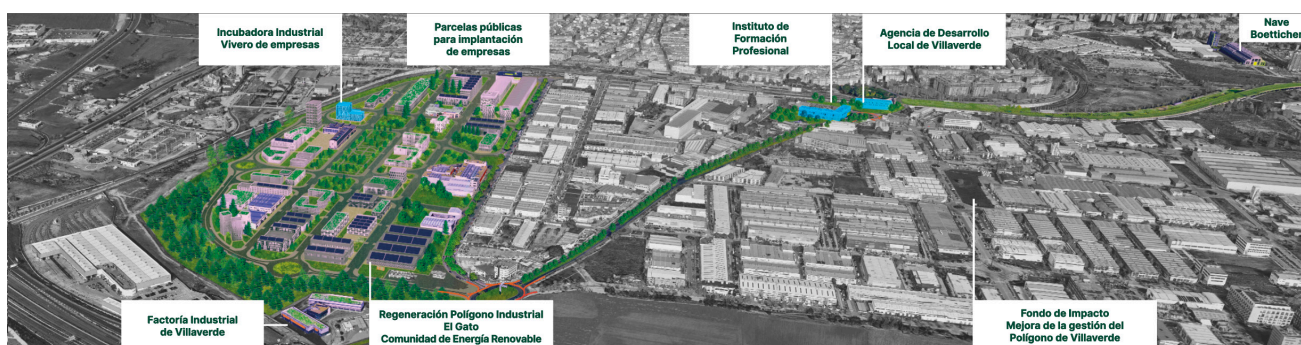 Incubadora Industrial
Vivero de empresas
Parcelas públicas
para implantación
de empresas
Instituto de
Formación
Profesional
Agencia de Desarrollo
Local de Villaverde
Nave
Boetticher
Factoría Industrial
de Villaverde
Regeneración Polígono Industrial
El Gato
Comunidad de Energía Renovable
Fondo de Impacto
Mejora de la gestión del
Polígono de Villaverde